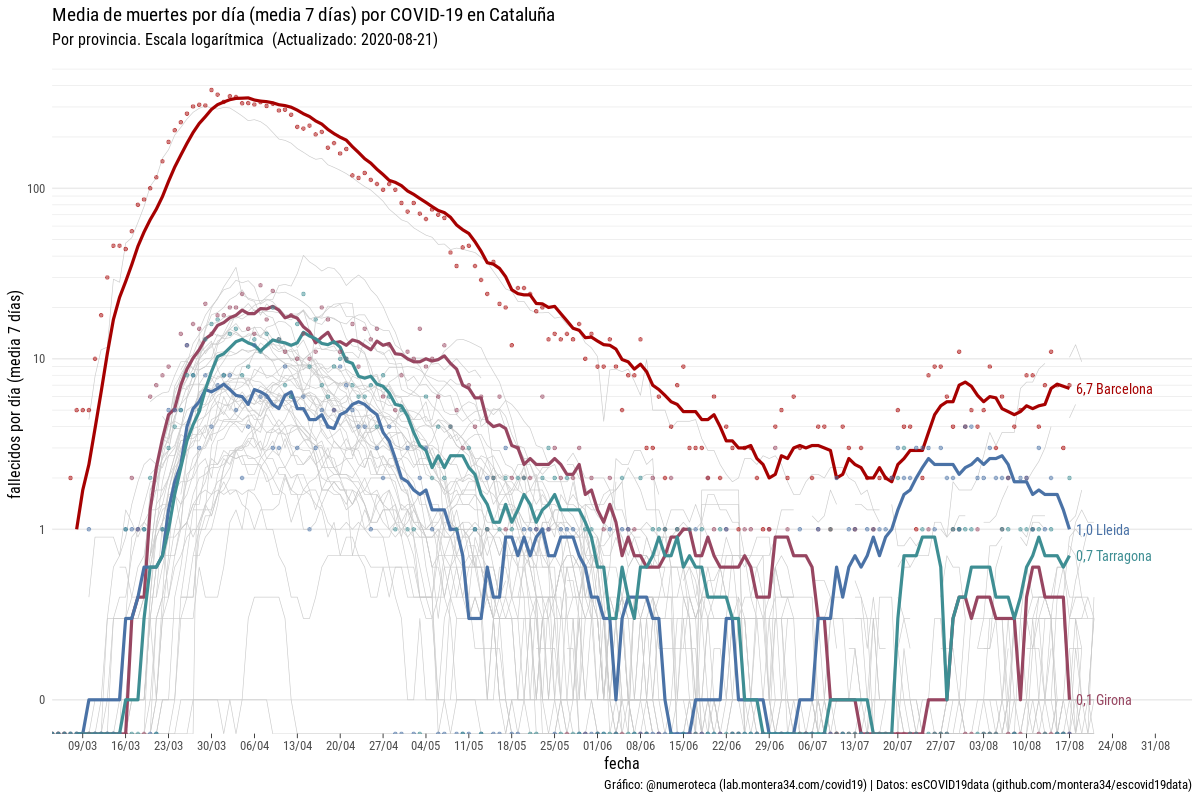 Media de muertes por día (media 7 días) por COVID-19 en Cataluña
Por provincia. Escala logarítmica (Actualizado: 2020-08-21)
fallecidos por día (media 7 días)
100
10
1
0
6,7 Barcelona
1,0 Lleida
0,7 Tarragona
0,1 Girona
09/03 16/03 23/03 30/03 06/04 13/04 20/04 27/04 04/05 11/05 18/05 25/05 01/06 08/06 15/06 22/06 29/06 06/07 13/07 20/07 27/07 03/08 10/08 17/08 24/08 31/08
fecha
Gráfico: @numeroteca (lab.montera34.com/covid19) | Datos: esCOVID19data (github.com/montera34/escovid19data)